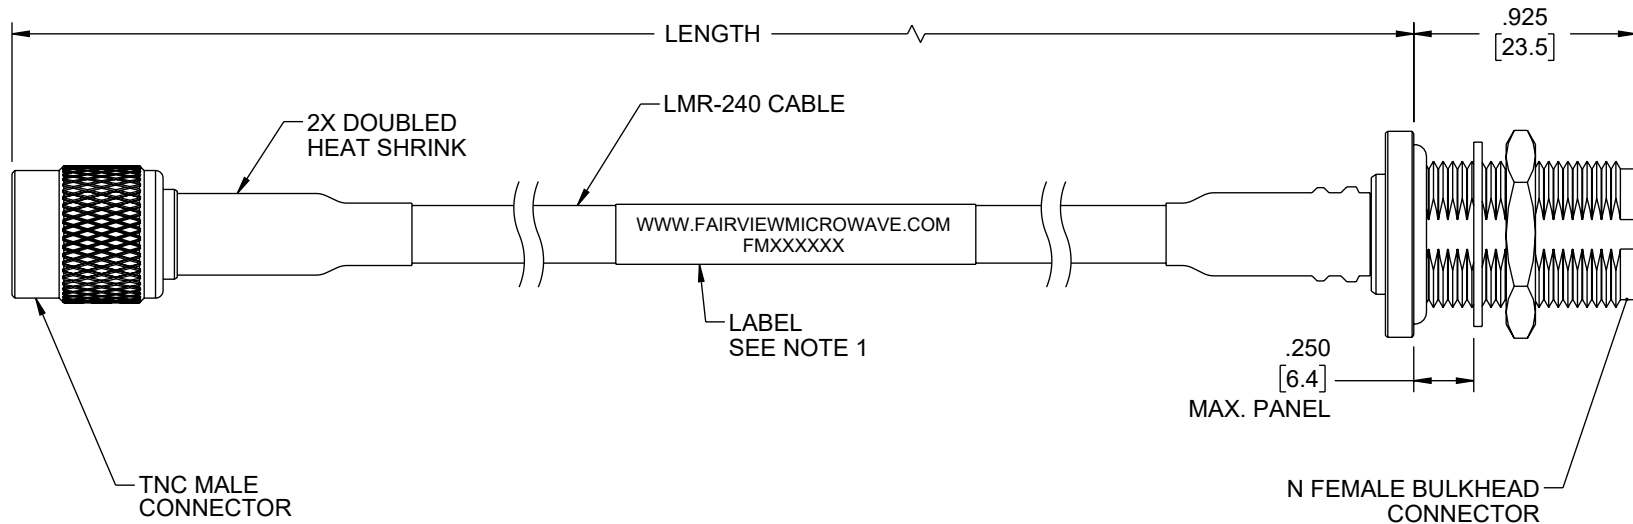 LENGTH
.925
[23.5]
LMR-240 CABLE
2X DOUBLED
HEAT SHRINK
WWW.FAIRVIEWMICROWAVE.COM
FMXXXXXX
LABEL
SEE NOTE 1
.250
[6.4]
MAX. PANEL
TNC MALE
CONNECTOR
N FEMALE BULKHEAD
CONNECTOR